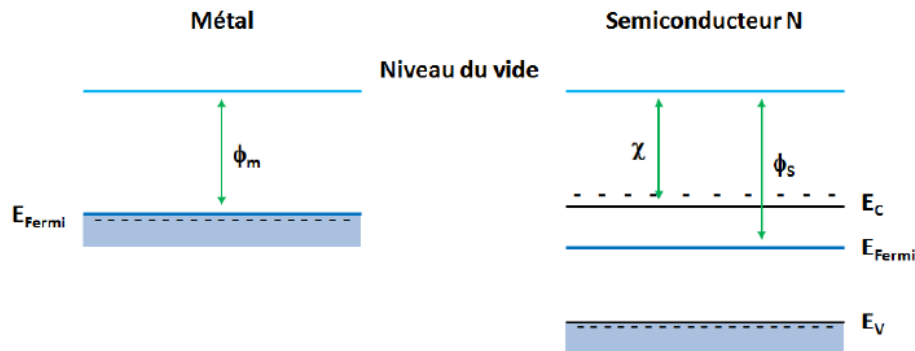 Métal
Semiconducteur N
Niveau du vide
ϕm
χ
ϕS
EFermi
EC
EFermi
EV